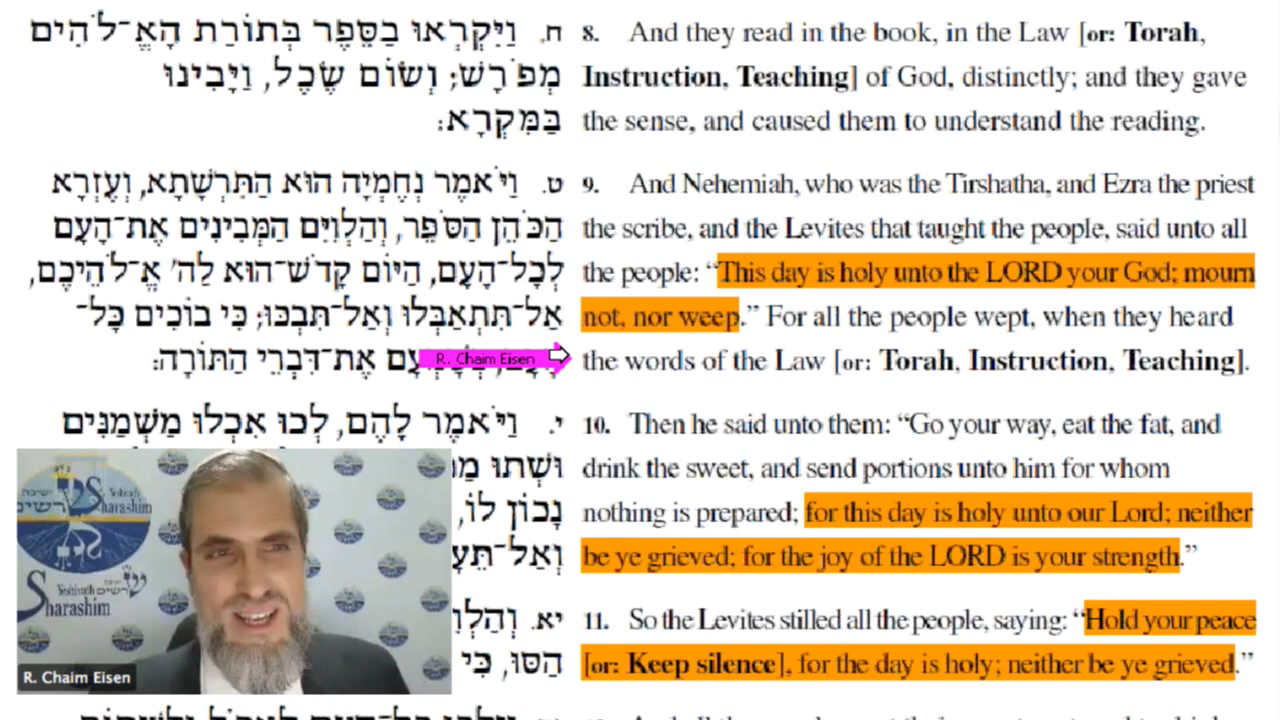 ח. וַיִּקְרְאוּ בַסֵּפֶר בְּתוֹרַת הָאֱ־לֹהִים
מְפֹרָשׁ; וְשׂוֹם שֶׂכֶל, וַיָּבִינוּ
בַּמִּקְרָא:
8. And they read in the book, in the Law [or: Torah,
Instruction, Teaching] of God, distinctly; and they gave
the sense, and caused them to understand the reading.
ט. וַיֹּאמֶר נְחֶמְיָה הוּא הַתִּרְשָׁתָא, וְעֶזְרָא
הַכֹּהֵן הַסֹּפֵר, וְהַלְוִיִּם הַמְּבִינִים אֶת־הָעָם
לְכָל־הָעָם, הַיּוֹם קָדֹשׁ־הוּא לַה' אֱ־לֹהֵיכֶם,
אַל־תִּתְאַבְּלוּ וְאַל־תִּבְכּוּ; כִּי בוֹכִים כָּל־
אֶת־דִּבְרֵי הַתּוֹרָה:
9. And Nehemiah, who was the Tirshatha, and Ezra the priest
the scribe, and the Levites that taught the people, said unto all
the people: “This day is holy unto the LORD your God; mourn
not, nor weep.” For all the people wept, when they heard
the words of the Law [or: Torah, Instruction, Teaching].
R. Chaim Eisen
י. וַיֹּאמֶר לָהֶם, לְכוּ אִכְלוּ מַשְׁמַנִּים
וּשְׁתוּ
נָכוֹן לוֹ,
10. Then he said unto them: “Go your way, eat the fat, and
drink the sweet, and send portions unto him for whom
nothing is prepared; for this day is holy unto our Lord; neither
be ye grieved; for the joy of the LORD is your strength.”
יא.
הַסּוּ, כִּי
11. So the Levites stilled all the people, saying: “Hold your peace
[or: Keep silence], for the day is holy; neither be ye grieved.”
Yeshivath
Sharashim
R. Chaim Eisen